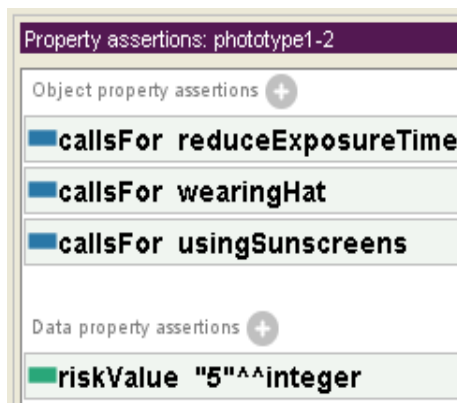 Property assertions: phototype1-2
Object property assertions
callsFor reduceExposureTime
callsFor wearingHat
callsFor usingSunscreens
Data property assertions
riskValue "5"^^integer